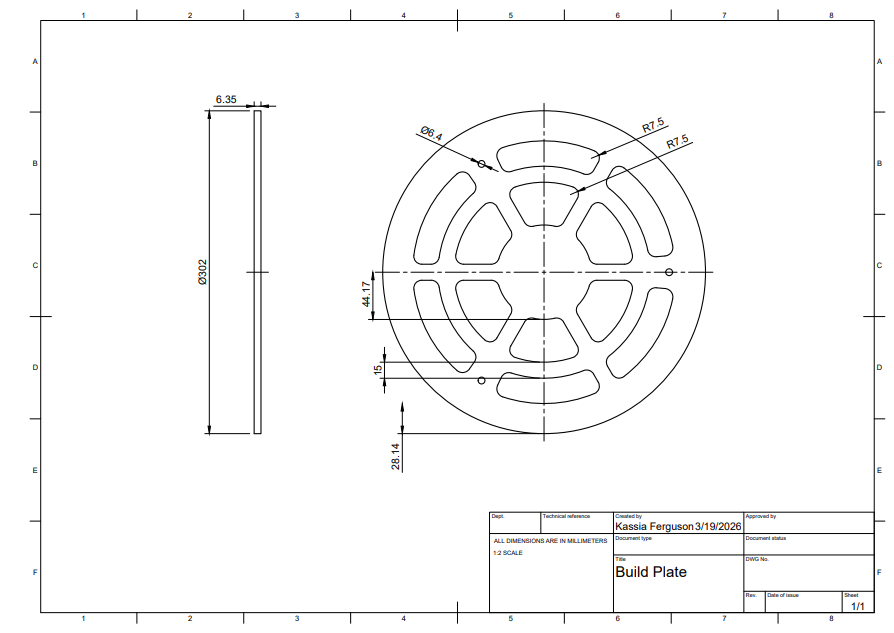 1 2 3 4 5 6 7 8
A A
6.35
Ø6.4
R7.5
R7.5
B B
Ø302
C C
44.17
15
D D
28.14
E E
Dept.
Technical reference
Created by
Approved by
Kassia Ferguson 3/19/2026
ALL DIMENSIONS ARE IN MILLIMETERS
1:2 SCALE
Document type
Document status
Title
DWG No.
Build Plate
F F
Rev.
Date of issue
Sheet
1/1
1 2 3 4 5 6 7 8